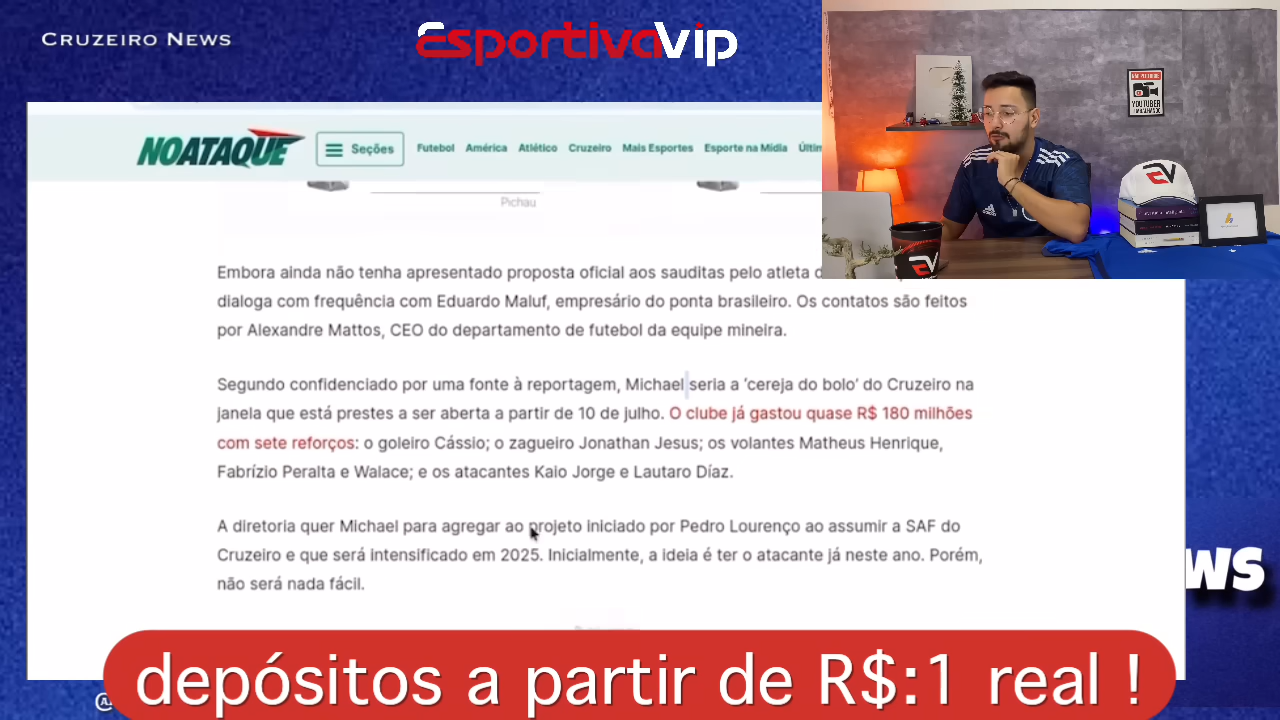 CRUZEIRO NEWS
EsportivaVip
NÃO PERTURBE
YOUTUBER
TRABALHANDO
NOATAQUE
Seções
Futebol América Atlético Cruzeiro Mais Esportes Esporte na Mídia
Pichau
Embora ainda não tenha apresentado proposta oficial aos sauditas pelo atleta
dialoga com frequência com Eduardo Maluf, empresário do ponta brasileiro. Os contatos são feitos
por Alexandre Mattos, CEO do departamento de futebol da equipe mineira.
Segundo confidenciado por uma fonte à reportagem, Michael seria a ‘cereja do bolo’ do Cruzeiro na
janela que está prestes a ser aberta a partir de 10 de julho. O clube já gastou quase R$ 180 milhões
com sete reforços: o goleiro Cássio; o zagueiro Jonathan Jesus; os volantes Matheus Henrique,
Fabrízio Peralta e Walace; e os atacantes Kaio Jorge e Lautaro Díaz.
A diretoria quer Michael para agregar ao projeto iniciado por Pedro Lourenço ao assumir a SAF do
Cruzeiro e que será intensificado em 2025. Inicialmente, a ideia é ter o atacante já neste ano. Porém,
não será nada fácil.
WS
depósitos a partir de R$:1 real !